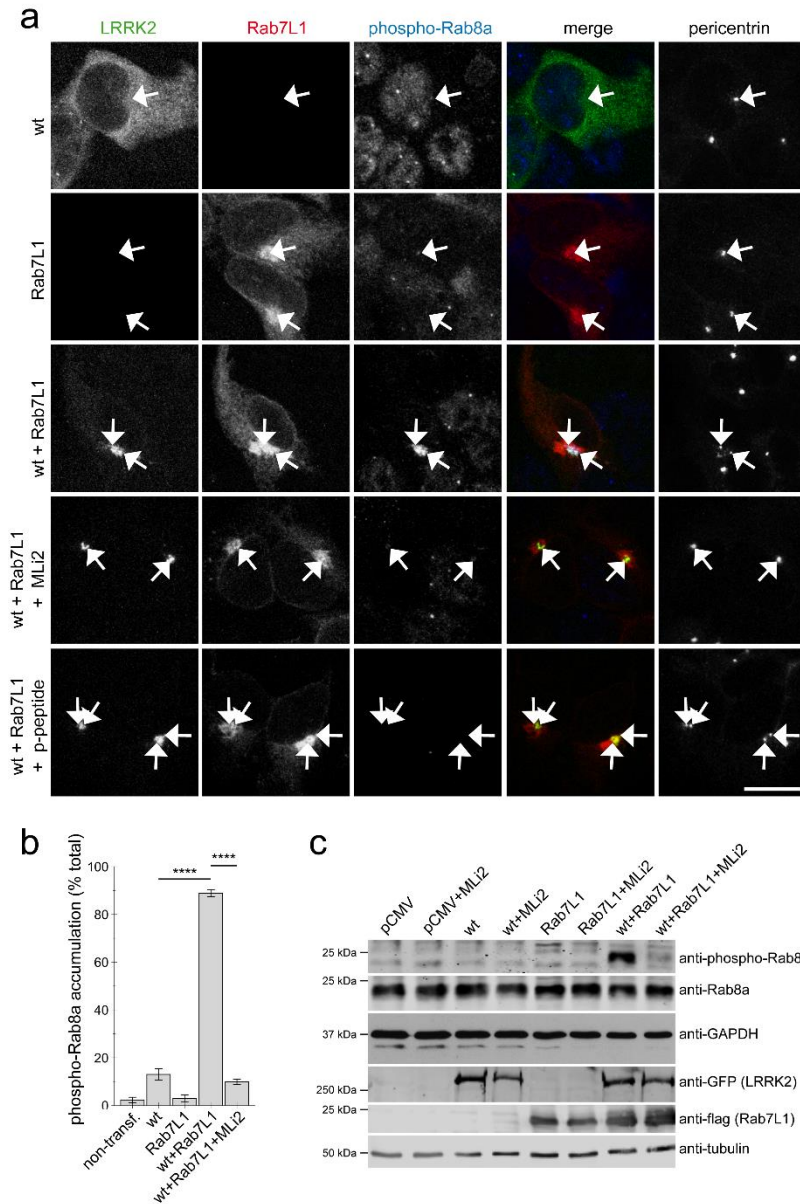 a
LRRK2
Rab7L1
phospho-Rab8a
merge
pericentrin
wt
Rab7L1
wt + Rab7L1
wt + Rab7L1
+ MLi2
wt + Rab7L1
+ p-peptide
b
phospho-Rab8a accumulation (% total)
100
80
60
40
20
0
****
****
non-transf.
wt
Rab7L1
wt+Rab7L1
wt+Rab7L1+MLi2
c
pCMV
pCMV+MLi2
wt
wt+MLi2
Rab7L1
Rab7L1+MLi2
wt+Rab7L1
wt+Rab7L1+MLi2
25 kDa
anti-phospho-Rab8
25 kDa
anti-Rab8a
37 kDa
anti-GAPDH
250 kDa
anti-GFP (LRRK2)
25 kDa
anti-flag (Rab7L1)
50 kDa
anti-tubulin